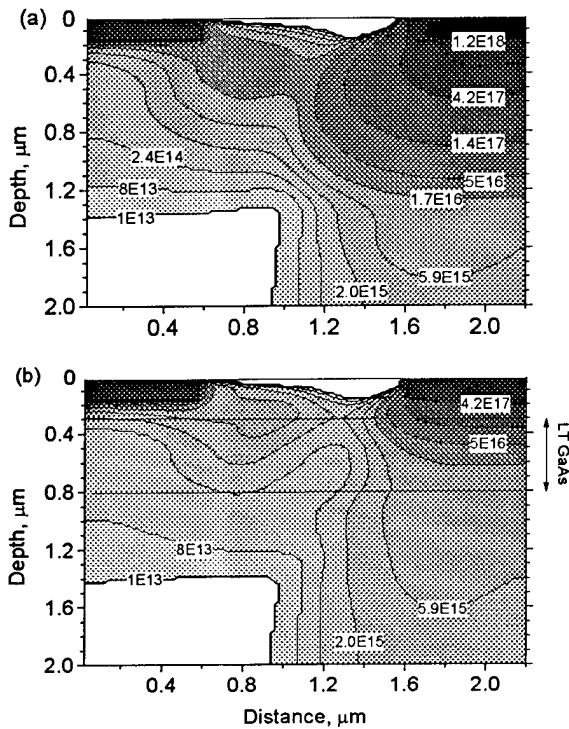 (a)
0
0.4
0.8
1.2
1.6
2.0
Depth, μm
1.2E18
4.2E17
1.4E17
5E16
1.7E16
5.9E15
2.0E15
2.4E14
8E13
1E13
0.4
0.8
1.2
1.6
2.0
(b)
0
0.4
0.8
1.2
1.6
2.0
Depth, μm
4.2E17
5E16
LT GaAs
8E13
1E13
5.9E15
2.0E15
0.4
0.8
1.2
1.6
2.0
Distance, μm